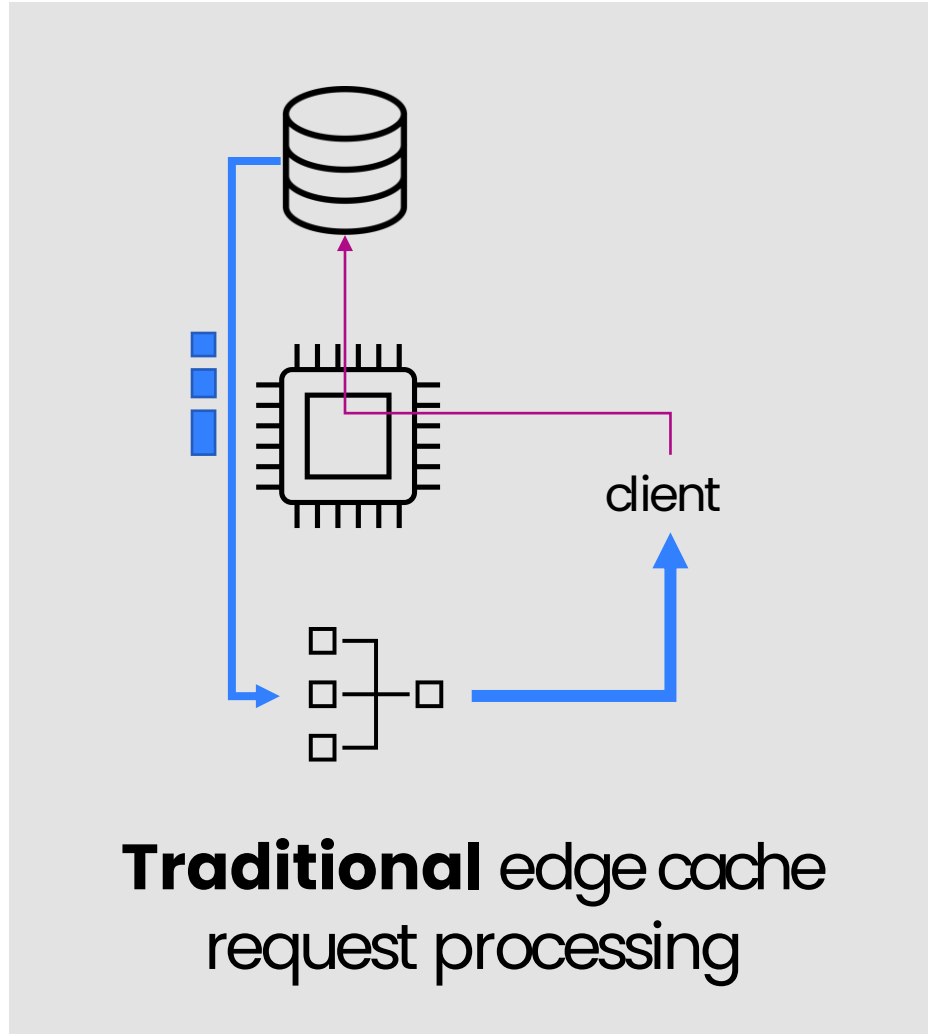 client
Traditional edge cache
request processing